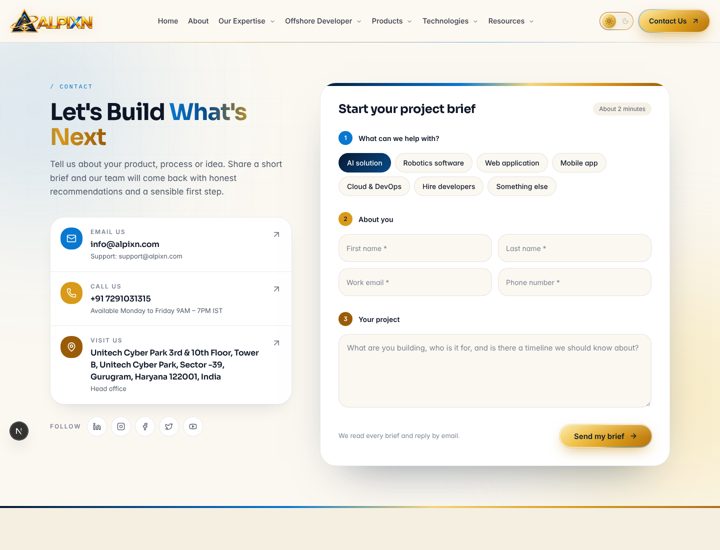 ALPIXN
Home About Our Expertise Offshore Developer Products Technologies Resources
Contact Us
/ CONTACT
Let's Build What's
Next
Tell us about your product, process or idea. Share a short
brief and our team will come back with honest
recommendations and a sensible first step.
EMAIL US
info@alpixn.com
Support: support@alpixn.com
CALL US
+91 7291031315
Available Monday to Friday 9AM – 7PM IST
VISIT US
Unitech Cyber Park 3rd & 10th Floor, Tower
B, Unitech Cyber Park, Sector -39,
Gurugram, Haryana 122001, India
Head office
FOLLOW
N
Start your project brief
About 2 minutes
1 What can we help with?
AI solution Robotics software Web application Mobile app
Cloud & DevOps Hire developers Something else
2 About you
First name * Last name *
Work email * Phone number *
3 Your project
What are you building, who is it for, and is there a timeline we should know about?
We read every brief and reply by email.
Send my brief